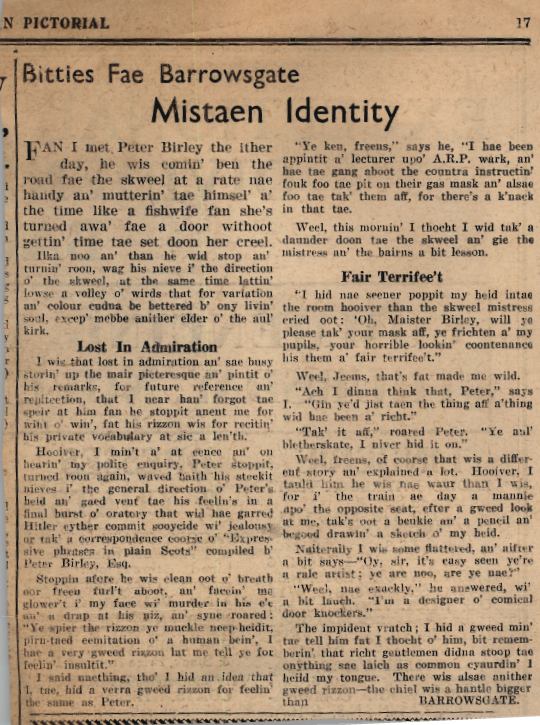 N PICTORIAL 17
Bitties Fae Barrowsgate
Mistaen Identity
FAN I met Peter Birley the ither
day, he wis comin' ben the
road fae the skweel at a rate nae
handy an' mutterin' tae himsel' a'
the time like a fishwife fan she's
turned awa' fae a door withoot
gettin' time tae set doon her creel.
Ilka noo an' than he wid stop an'
turnin' roon, wag his nieve i' the direction
o' the skweel, at the same time lattin'
lowse a volley o' wirds that for variation
an' colour cudna be bettered b' ony livin'
soul, excep' mebbe anither elder o' the aul'
kirk.
Lost In Admiration
I wis that lost in admiration an' sae busy
storin' up the mair picteresque an' pintit o'
his remarks, for future reference an'
repiteetion, that I near han' forgot tae
speir at him fan he stoppit anent me for
wiht o' win', fat his rizzon wis for recitin'
his private vocabulary at sic a len'th.
Hooiver, I min't a' at eence an' on
hearin' my polite enquiry, Peter stoppit,
turned roon again, waved baith his steekit
nieves i' the general direction o' Peter's
heid an' gaed vent tae his feelin's in a
final burst o' oratory that wid hae garred
Hitler eyther commit sooycide wi' jealousy
or tak' a correspondence coorse o' "Expres-
sive phrases in plain Scots" compiled b'
Peter Birley, Esq.
Stoppin afore he wis clean oot o' breath
oor freen furl't aboot, an' facein' me
glower't i' my face wi' murder in his e'e
an' a drap at his niz, an' syne roared:
"Ye spier the rizzon ye muckle neep-heidit,
pirn-taed eemitation o' a human bein', I
hae a very gweed rizzon lat me tell ye for
feelin' insultit."
I said naething, tho' I hid an idea that
I, tae, hid a verra gweed rizzon for feelin'
the same as Peter.
"Ye ken, freens," says he, "I hae been
appintit a' lecturer upo' A.R.P. wark, an'
hae tae gang aboot the countra instructin'
fouk foo tae pit on their gas mask an' alsae
foo tae tak' them aff, for there's a k'nack
in that tae.
Weel, this mornin' I thocht I wid tak' a
daunder doon tae the skweel an' gie the
mistress an' the bairns a bit lesson.
Fair Terrifee't
"I hid nae seener poppit my heid intae
the room hooiver than the skweel mistress
cried oot: 'Oh, Maister Birley, will ye
please tak' your mask aff, ye frichten a' my
pupils, your horrible lookin' coontenance
his them a' fair terrifee't."
Weel, Jeems, that's fat made me wild.
"Ach I dinna think that, Peter," says
I. "Gin ye'd jist taen the thing aff a'thing
wid hae been a' richt."
"Tak' it aff," roared Peter. "Ye aul'
bletherskate, I niver hid it on."
Weel, freens, of course that wis a differ-
ent story an' explained a lot. Hooiver, I
tauld him he wis nae waur than I wis,
for i' the train ae day a mannie
apo' the opposite seat, efter a gweed look
at me, tak's oot a beukie an' a pencil an'
begood drawin' a sketch o' my heid.
Naiterally I wis some flattered, an' aifter
a bit says—"Oy, sir, it's easy seen ye're
a rale artist; ye are noo, are ye nae?"
"Weel, nae exackly," he answered, wi'
a bit lauch. "I'm a designer o' comical
door knockers."
The impident vratch; I hid a gweed min'
tae tell him fat I thocht o' him, bit remem-
berin' that richt gentlemen didna stoop tae
onything sae laich as common cyaurdin' I
heild my tongue. There wis alsae anither
gweed rizzon—the chiel wis a hantle bigger
than BARROWSGATE.